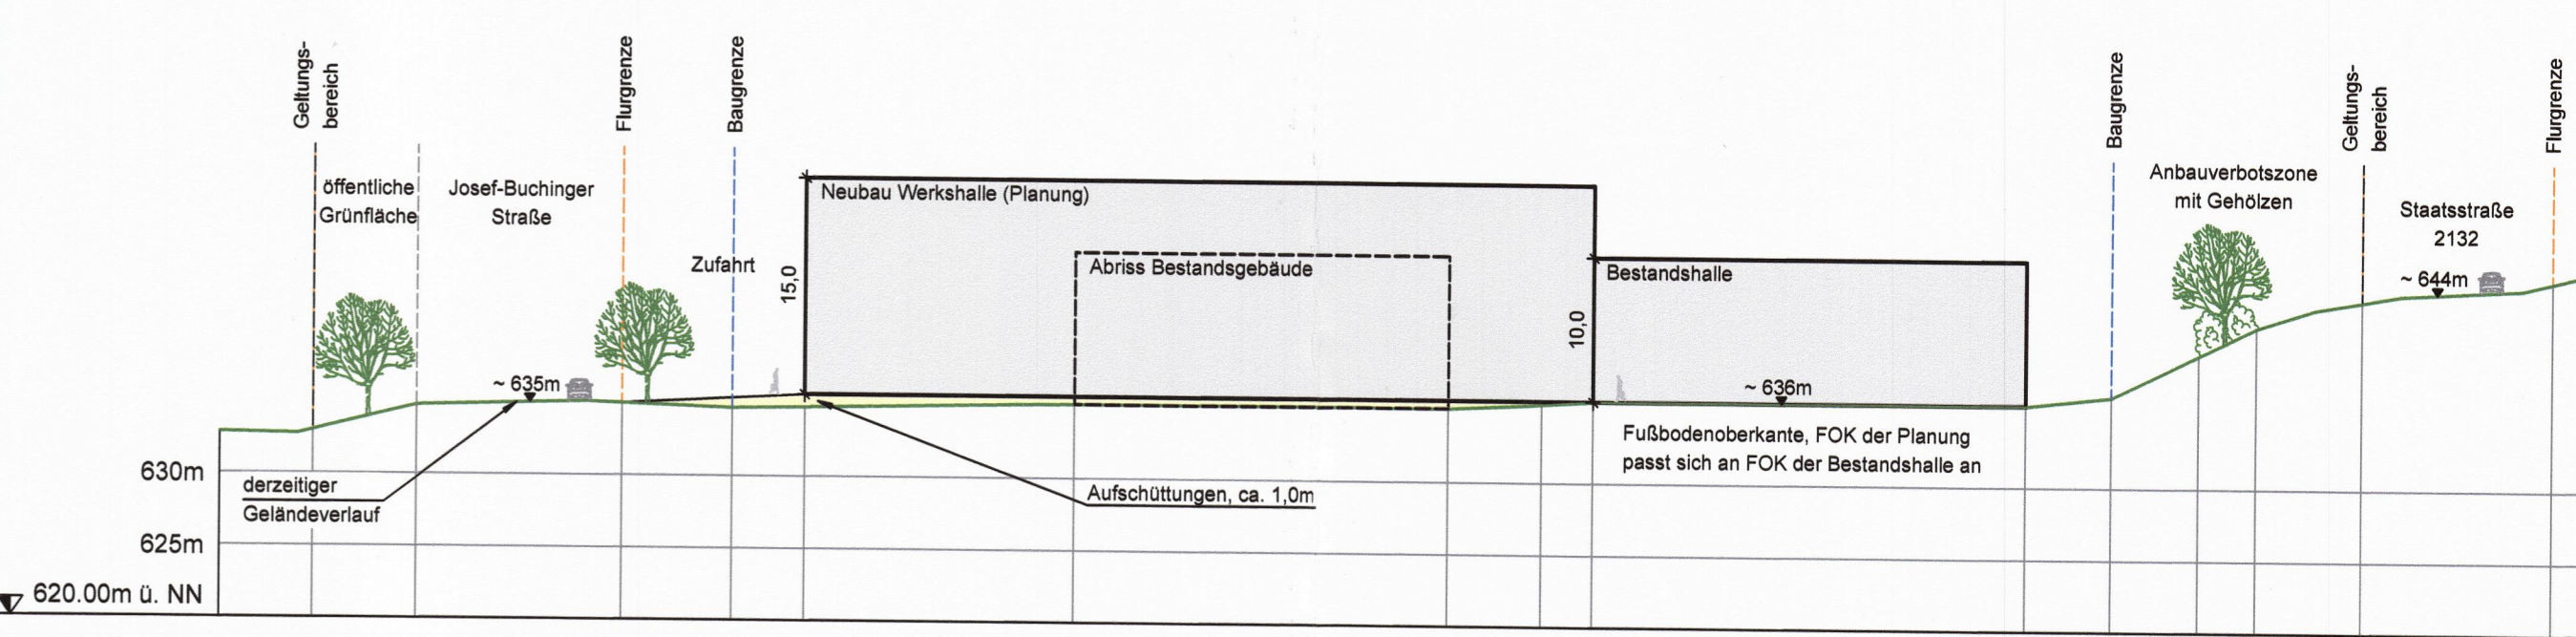 Geltungs-
bereich
Flurgrenze
Baugrenze
öffentliche
Grünfläche
Josef-Buchinger
Straße
Zufahrt
15,0
Neubau Werkshalle (Planung)
Abriss Bestandsgebäude
10,0
Bestandshalle
Baugrenze
Anbauverbotszone
mit Gehölzen
Geltungs-
bereich
Staatsstraße
2132
~ 644m
Flurgrenze
~ 635m
~ 636m
Fußbodenoberkante, FOK der Planung
passt sich an FOK der Bestandshalle an
derzeitiger
Geländeverlauf
Aufschüttungen, ca. 1,0m
630m
625m
620.00m ü. NN